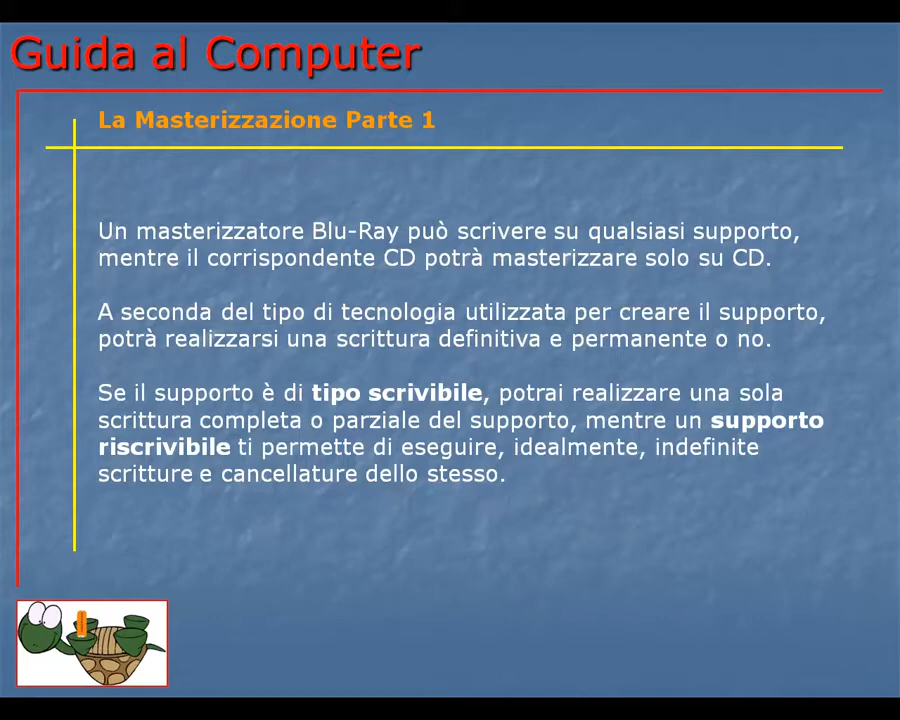 Guida al Computer
La Masterizzazione Parte 1
Un masterizzatore Blu-Ray può scrivere su qualsiasi supporto,
mentre il corrispondente CD potrà masterizzare solo su CD.
A seconda del tipo di tecnologia utilizzata per creare il supporto,
potrà realizzarsi una scrittura definitiva e permanente o no.
Se il supporto è di tipo scrivibile, potrai realizzare una sola
scrittura completa o parziale del supporto, mentre un supporto
riscrivibile ti permette di eseguire, idealmente, indefinite
scritture e cancellature dello stesso.